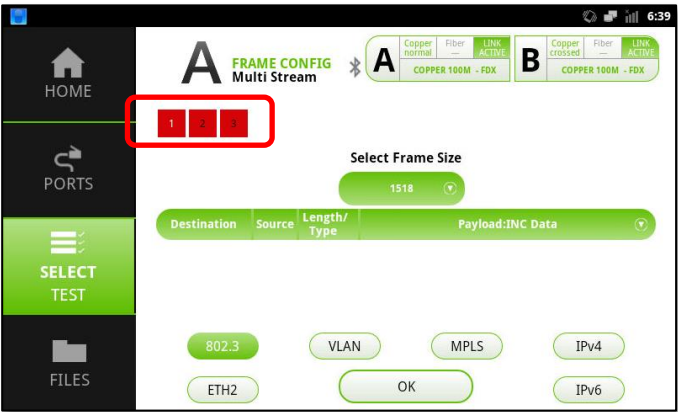 6:39
HOME
PORTS
SELECT
TEST
FILES
A FRAME CONFIG
Multi Stream
A
Copper normal
Fiber ---
LINK ACTIVE
COPPER 100M - FDX
B
Copper crossed
Fiber ---
LINK ACTIVE
COPPER 100M - FDX
1 2 3
Select Frame Size
1518
Destination Source Length/
Type Payload:INC Data
802.3 VLAN MPLS IPv4
ETH2 OK IPv6